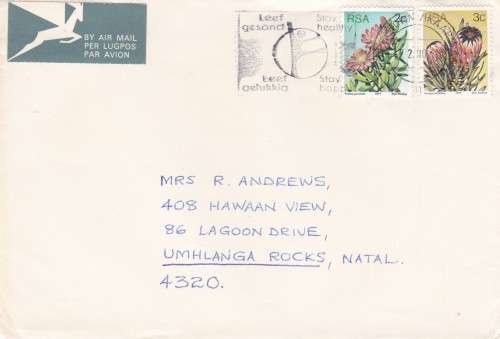 BY AIR MAIL
PER LUGPOS
PAR AVION
Leef
gesond
Stay
healthy
Leef
gelukkig
Stay
happy
RSA 2c
3c
MRS R. ANDREWS,
408 HAWAAN VIEW,
86 LAGOON DRIVE,
UMHLANGA ROCKS, NATAL.
4320.